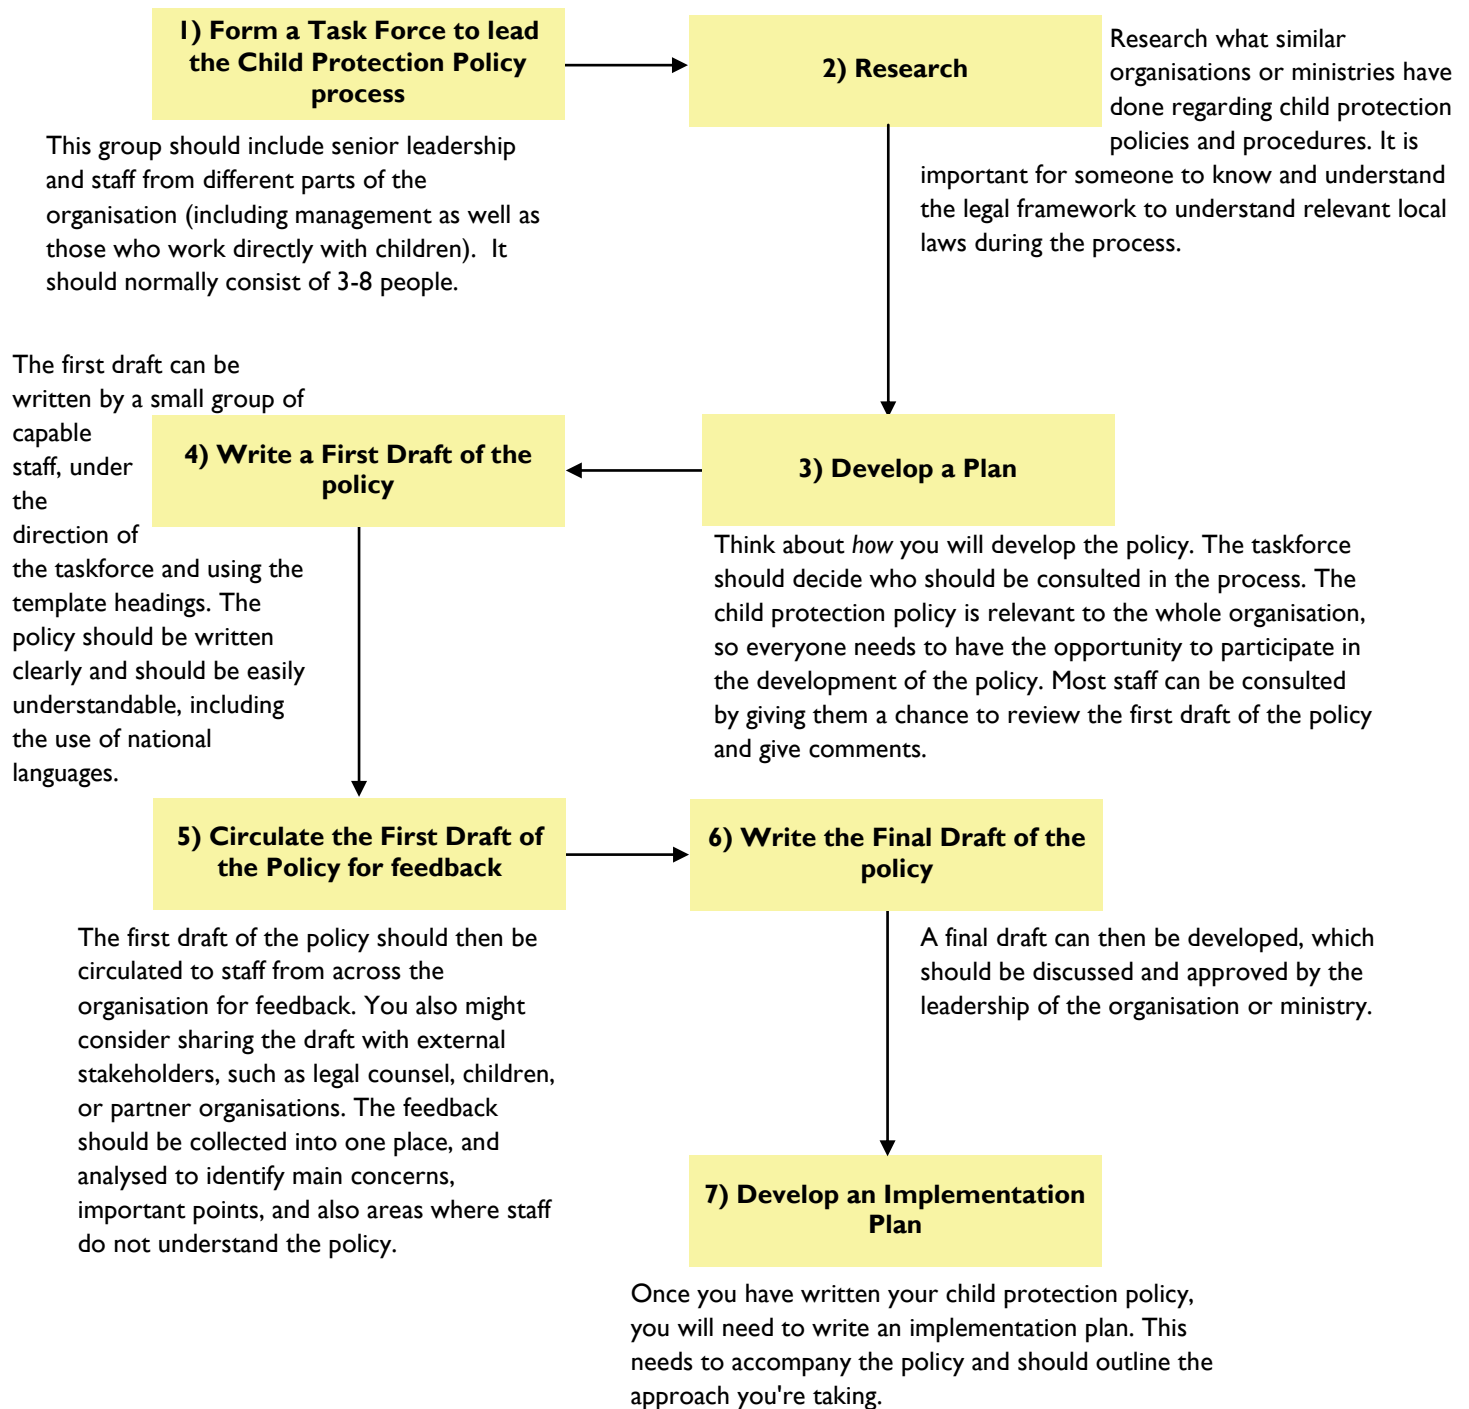 1) Form a Task Force to lead
the Child Protection Policy
process
This group should include senior leadership
and staff from different parts of the
organisation (including management as well as
those who work directly with children).  It
should normally consist of 3-8 people.
2) Research
Research what similar
organisations or ministries have
done regarding child protection
policies and procedures. It is
important for someone to know and understand
the legal framework to understand relevant local
laws during the process.
3) Develop a Plan
Think about how you will develop the policy. The taskforce
should decide who should be consulted in the process. The
child protection policy is relevant to the whole organisation,
so everyone needs to have the opportunity to participate in
the development of the policy. Most staff can be consulted
by giving them a chance to review the first draft of the policy
and give comments.
4) Write a First Draft of the
policy
The first draft can be
written by a small group of
capable
staff, under
the
direction of
the taskforce and using the
template headings. The
policy should be written
clearly and should be easily
understandable, including
the use of national
languages.
5) Circulate the First Draft of
the Policy for feedback
The first draft of the policy should then be
circulated to staff from across the
organisation for feedback. You also might
consider sharing the draft with external
stakeholders, such as legal counsel, children,
or partner organisations. The feedback
should be collected into one place, and
analysed to identify main concerns,
important points, and also areas where staff
do not understand the policy.
6) Write the Final Draft of the
policy
A final draft can then be developed, which
should be discussed and approved by the
leadership of the organisation or ministry.
7) Develop an Implementation
Plan
Once you have written your child protection policy,
you will need to write an implementation plan. This
needs to accompany the policy and should outline the
approach you're taking.